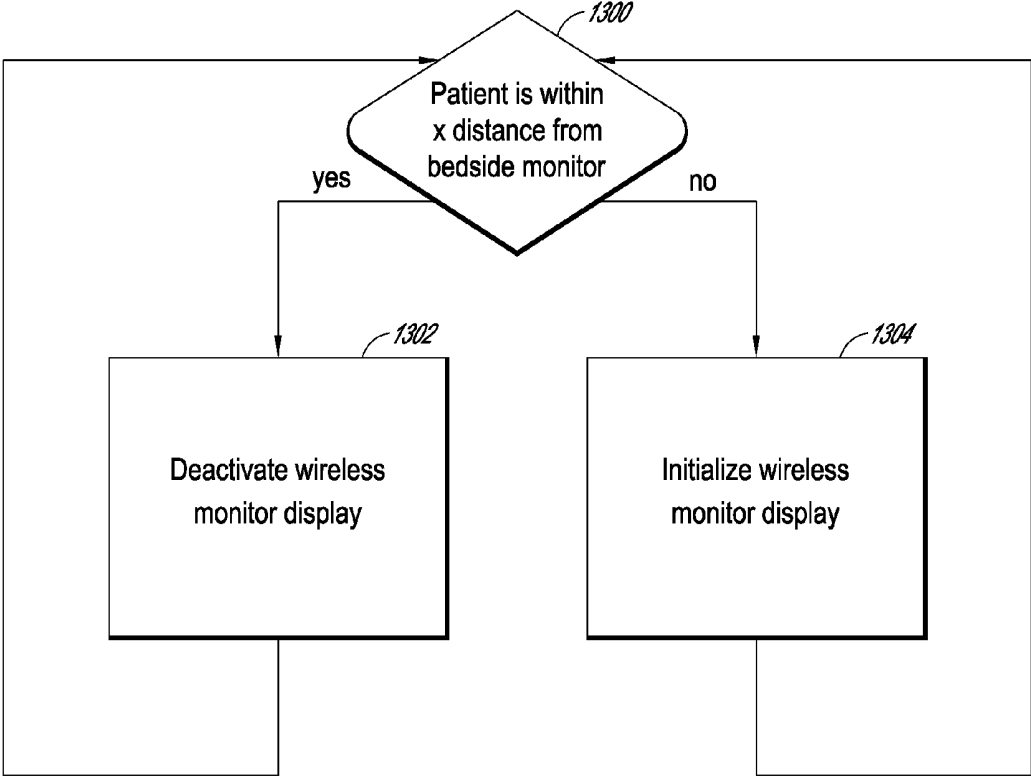 1300
Patient is within
x distance from
bedside monitor
yes
no
1302
1304
Deactivate wireless
monitor display
Initialize wireless
monitor display